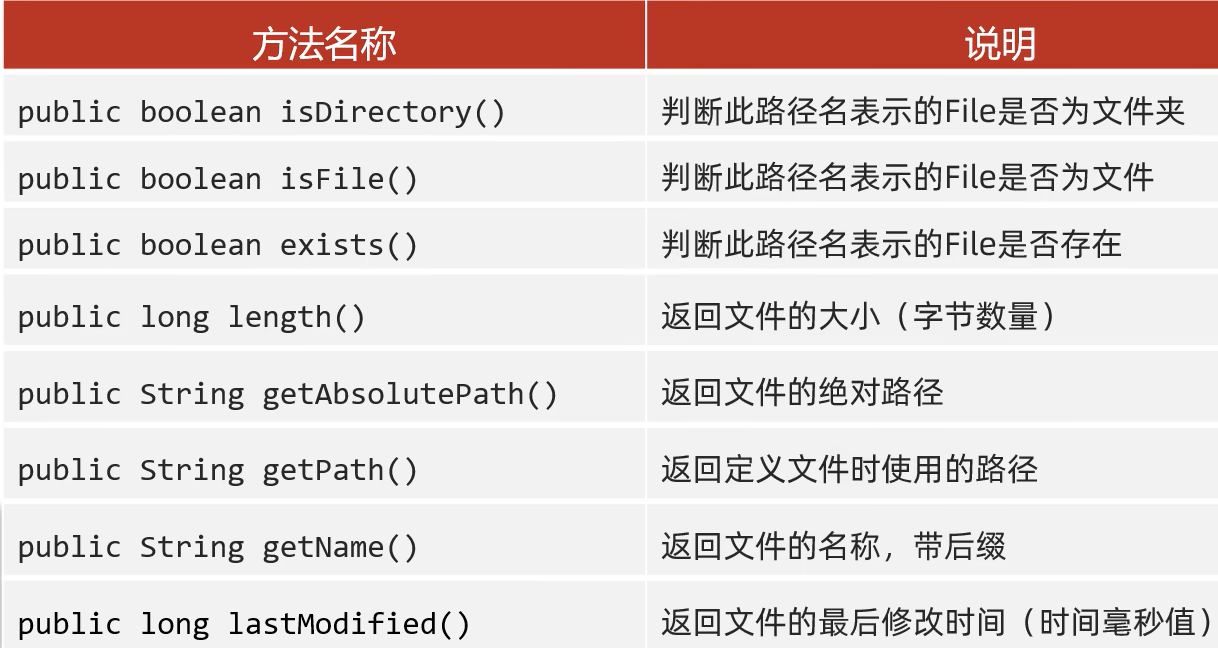 方法名称 说明
public boolean isDirectory() 判断此路径名表示的File是否为文件夹
public boolean isFile() 判断此路径名表示的File是否为文件
public boolean exists() 判断此路径名表示的File是否存在
public long length() 返回文件的大小（字节数量）
public String getAbsolutePath() 返回文件的绝对路径
public String getPath() 返回定义文件时使用的路径
public String getName() 返回文件的名称，带后缀
public long lastModified() 返回文件的最后修改时间（时间毫秒值）